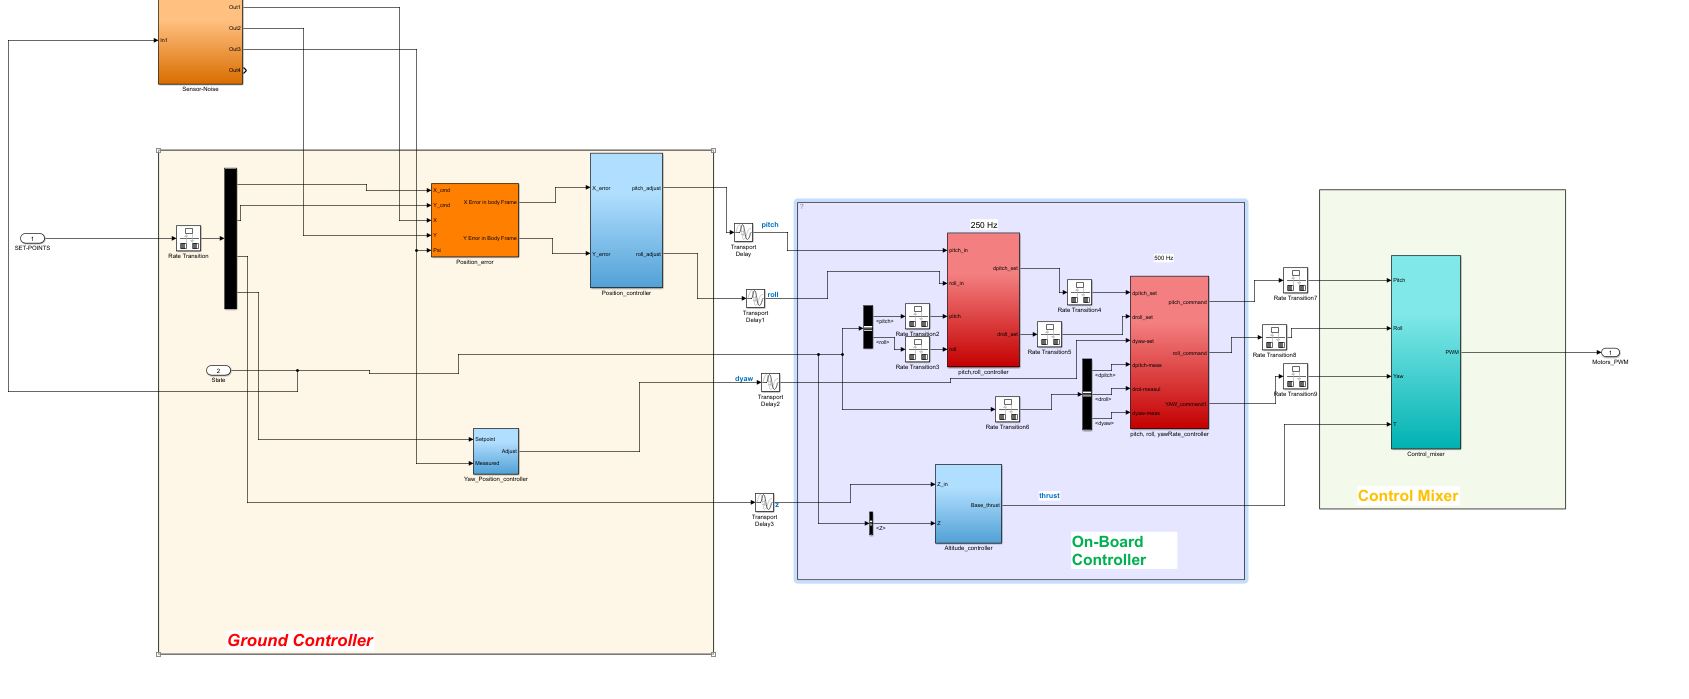 Out1
Out2
In1
Out3
Out4
Sensor-Noise
1
SET-POINTS
Rate Transition
X_cmd
Y_cmd
X
Y
Psi
X Error in body Frame
Y Error in Body Frame
Position_error
X_error
Y_error
pitch_adjust
roll_adjust
Position_controller
2
State
Setpoint
Measured
Adjust
Yaw_Position_controller
Ground Controller
pitch
Transport
Delay
roll
Transport
Delay1
dyaw
Transport
Delay2
z
Transport
Delay3
?
250 Hz
pitch_in
roll_in
pitch
roll
dpitch_set
droll_set
pitch,roll_controller
<pitch>
<roll>
Rate Transition2
Rate Transition3
Rate Transition4
Rate Transition5
Rate Transition6
500 Hz
dpitch_set
droll_set
dyaw-set
dpitch-meas
drol-measul
dyaw-meas
pitch_command
roll_command
YAW_command1
pitch, roll, yawRate_controller
<dpitch>
<droll>
<dyaw>
<Z>
Z_in
Z
Base_thrust
Altitude_controller
thrust
On-Board
Controller
Rate Transition7
Rate Transition8
Rate Transition9
Pitch
Roll
Yaw
T
PWM
Control_mixer
Control Mixer
1
Motors_PWM